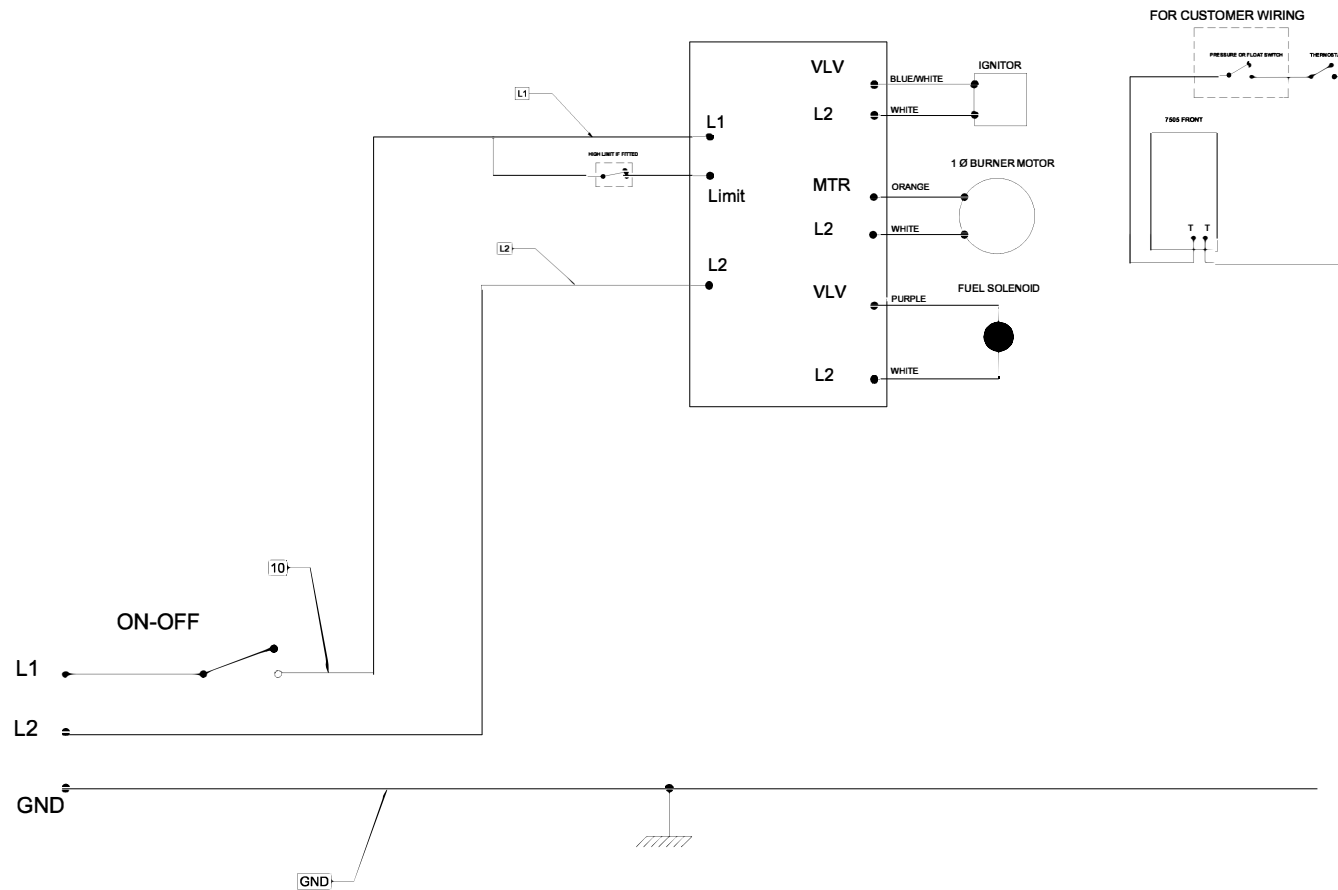 FOR CUSTOMER WIRING
PRESSURE OR FLOAT SWITCH
7505 FRONT
T T
VLV
BLUE/WHITE
IGNITOR
L2
WHITE
L1
L1
HIGH LIMIT IF FITTED
Limit
1 Ø BURNER MOTOR
MTR
ORANGE
L2
WHITE
L2
L2
FUEL SOLENOID
VLV
PURPLE
L2
WHITE
10
ON-OFF
L1
L2
GND
GND